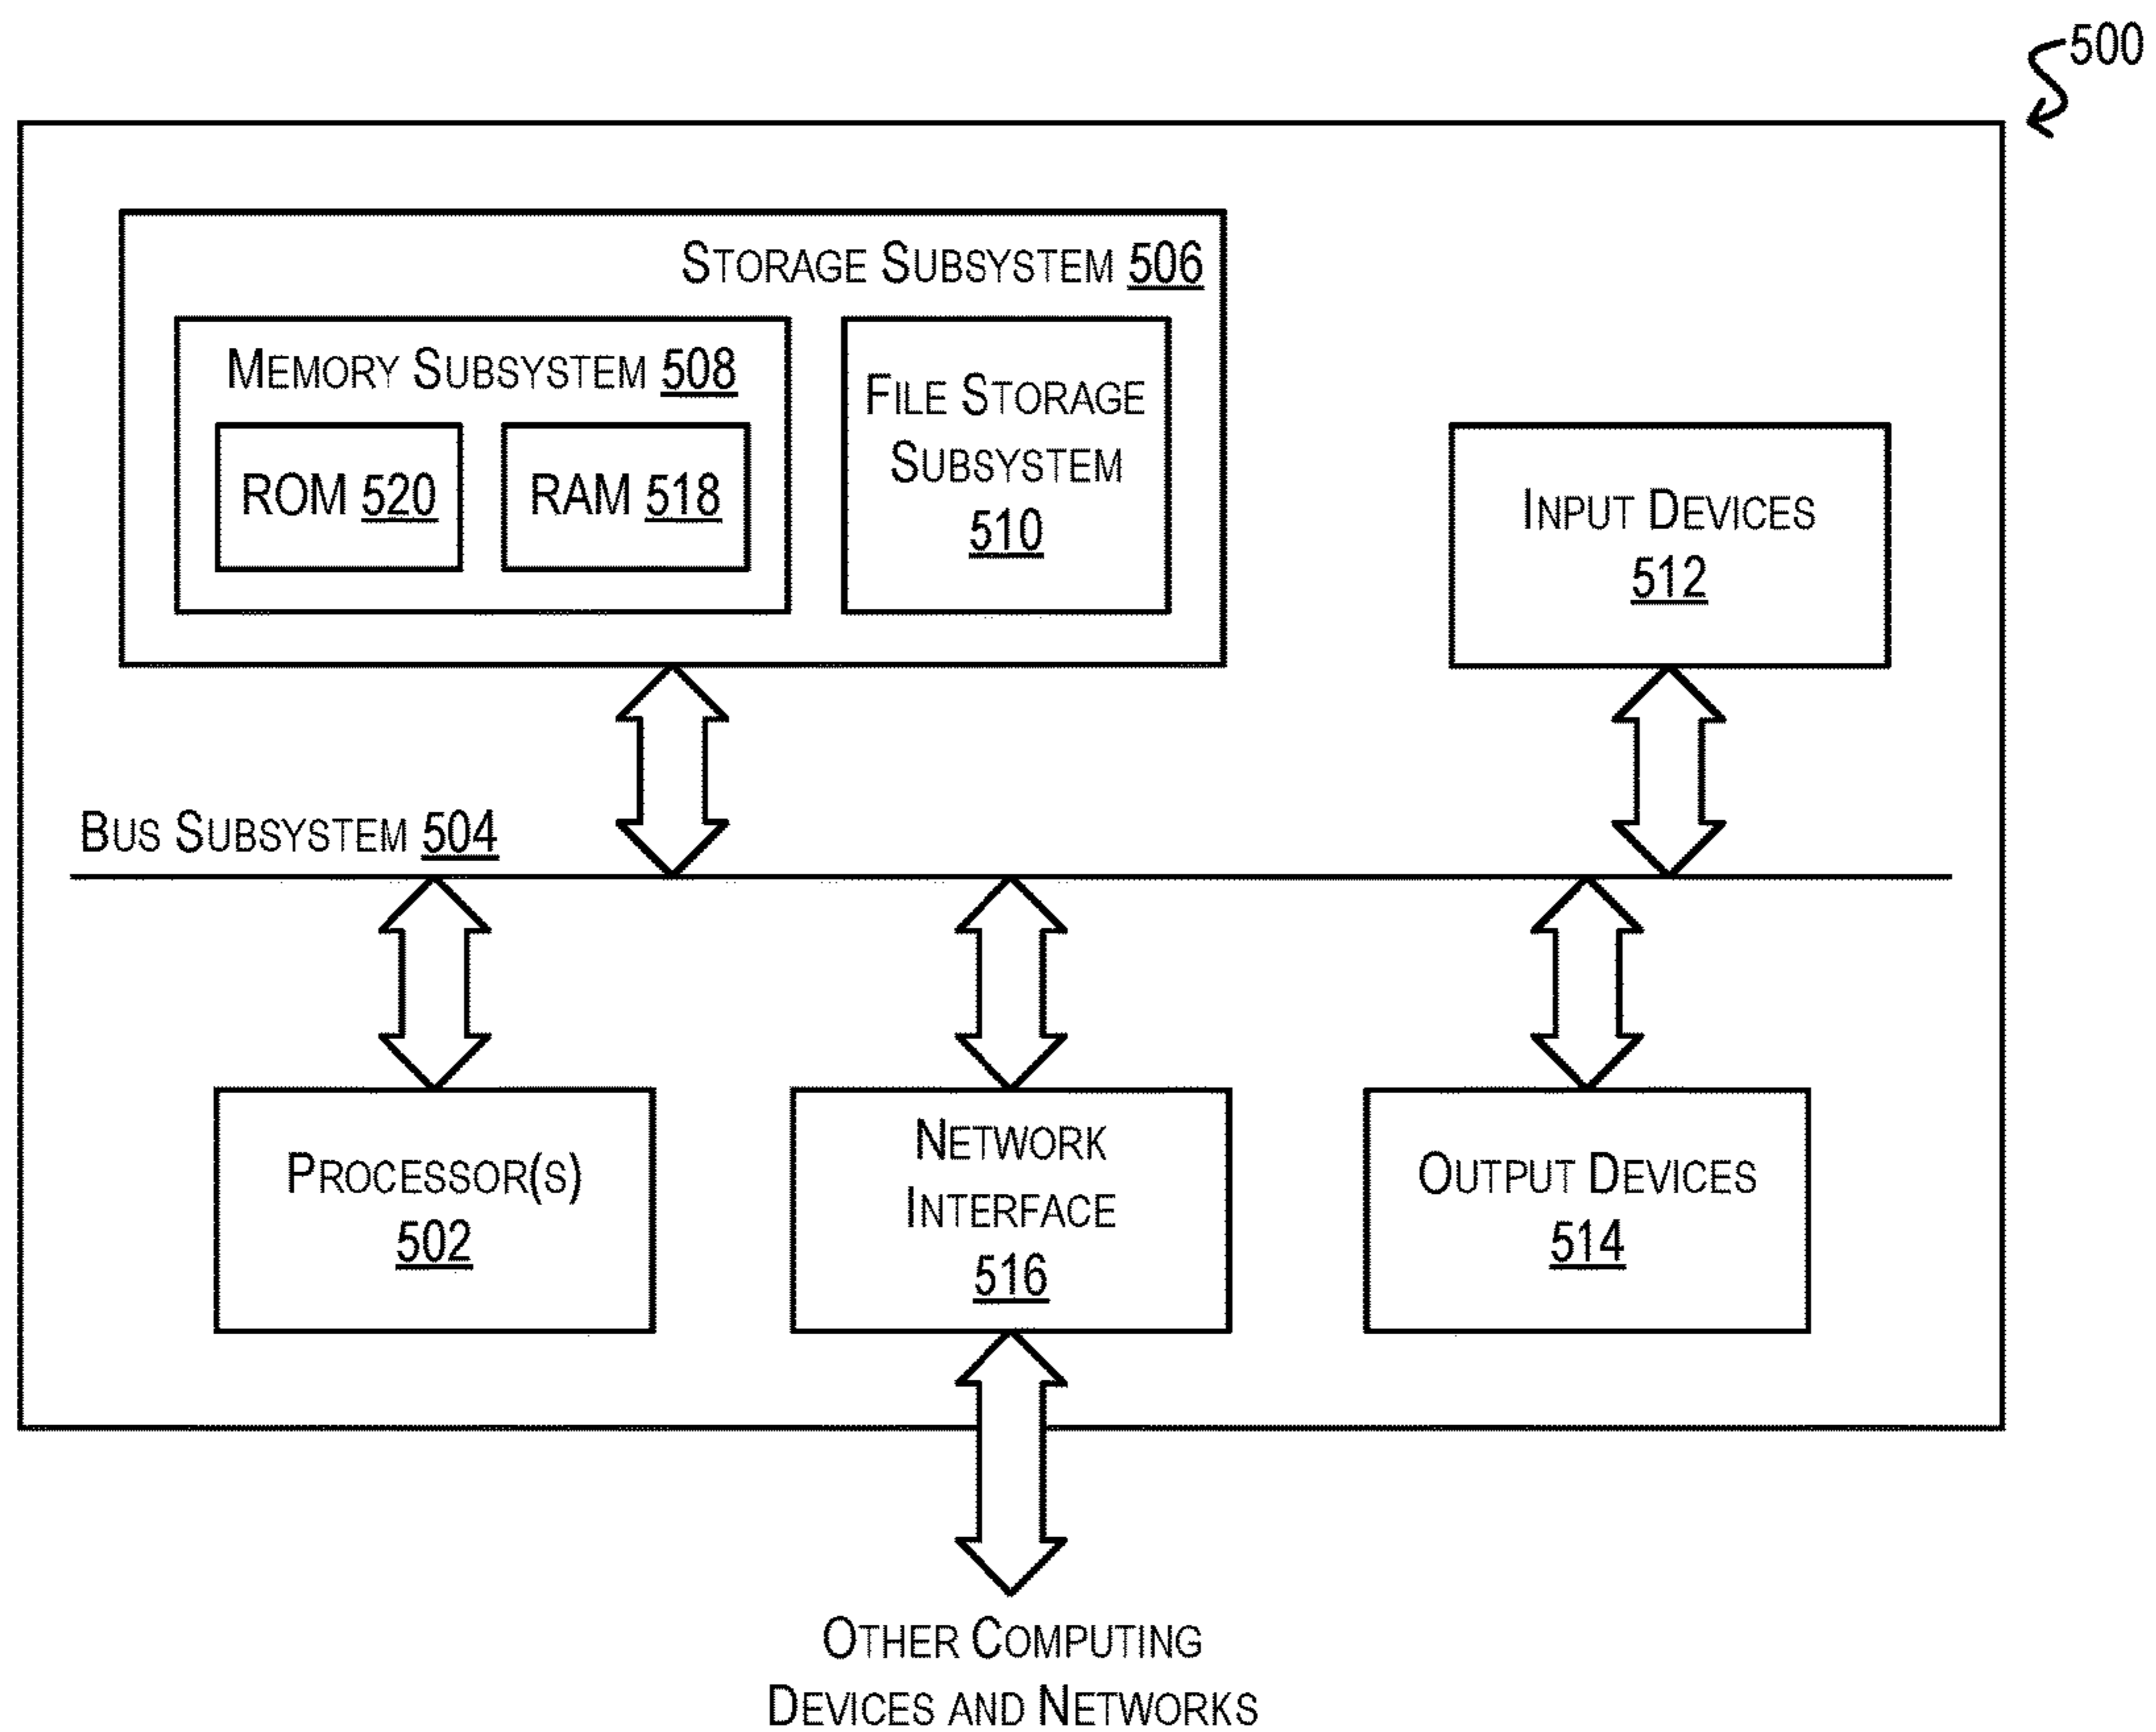 500
STORAGE SUBSYSTEM 506
MEMORY SUBSYSTEM 508
ROM 520
RAM 518
FILE STORAGE
SUBSYSTEM
510
INPUT DEVICES
512
BUS SUBSYSTEM 504
PROCESSOR(S)
502
NETWORK
INTERFACE
516
OUTPUT DEVICES
514
OTHER COMPUTING
DEVICES AND NETWORKS